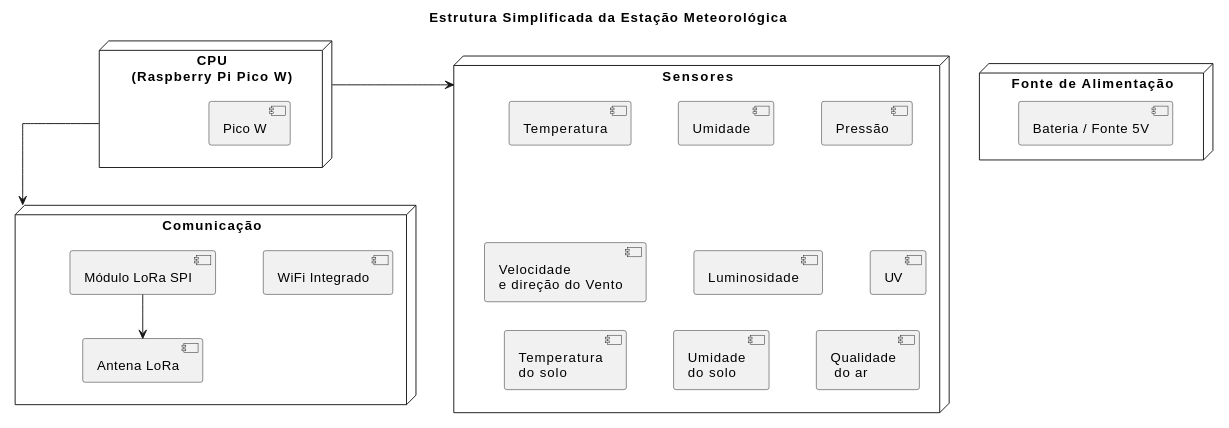 Estrutura Simplificada da Estação Meteorológica
CPU
(Raspberry Pi Pico W)
Pico W
Sensores
Temperatura
Umidade
Pressão
Velocidade
e direção do Vento
Luminosidade
UV
Temperatura
do solo
Umidade
do solo
Qualidade
do ar
Fonte de Alimentação
Bateria / Fonte 5V
Comunicação
Módulo LoRa SPI
WiFi Integrado
Antena LoRa